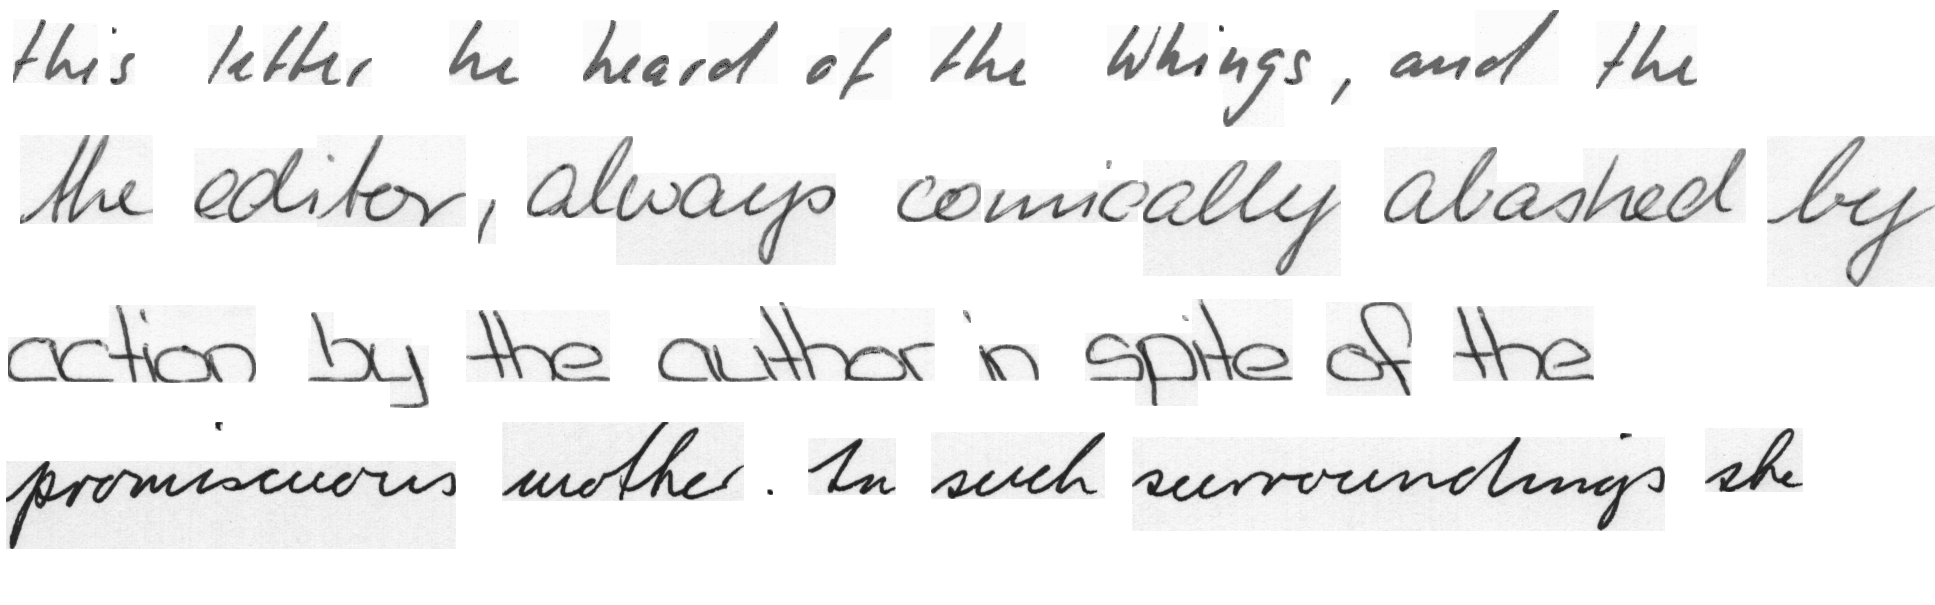 this letter he heard of the Whings, and the
the editor, always comically abashed by
action by the author in spite of the
promiscuous mother. In such surroundings she